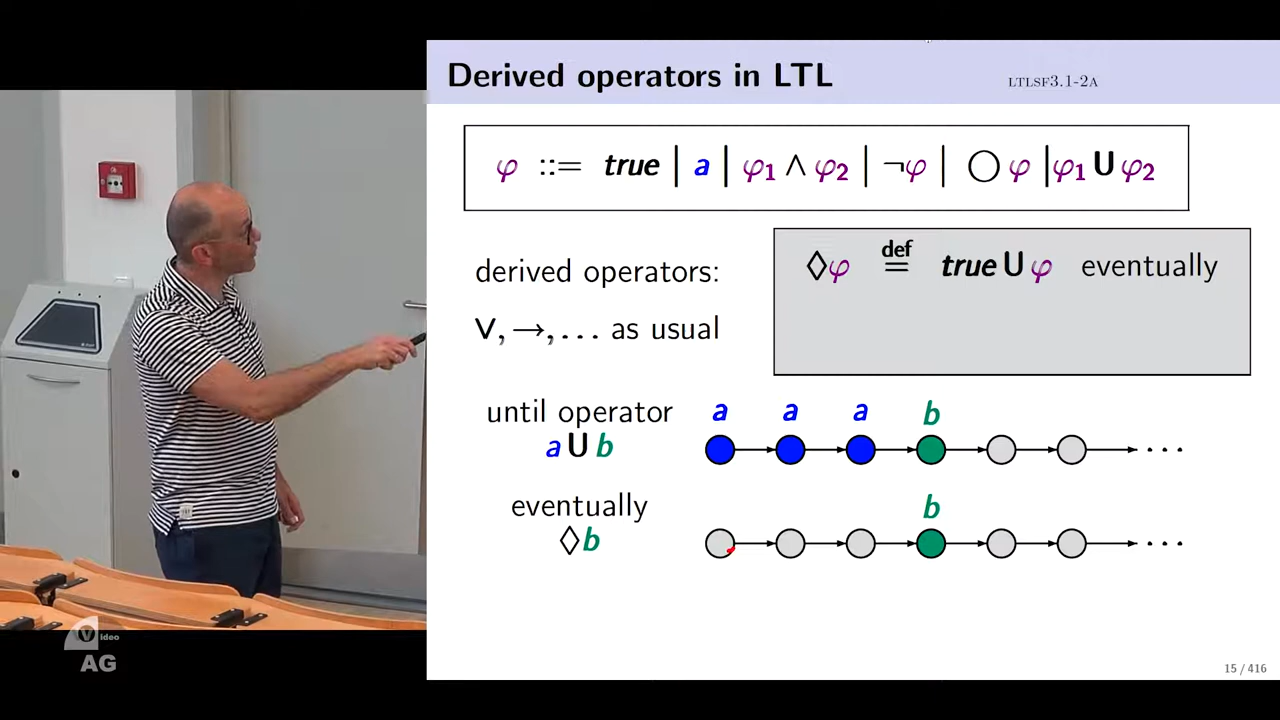 Derived operators in LTL
LTLSF3.1-2A
φ ::= true | a | φ₁ ∧ φ₂ | ¬φ | ◯ φ | φ₁ U φ₂
derived operators:
∨, →, ... as usual
◊φ def= true U φ eventually
until operator
a U b
a a a b
...
eventually
◊b
b
...
Video
AG
15 / 416